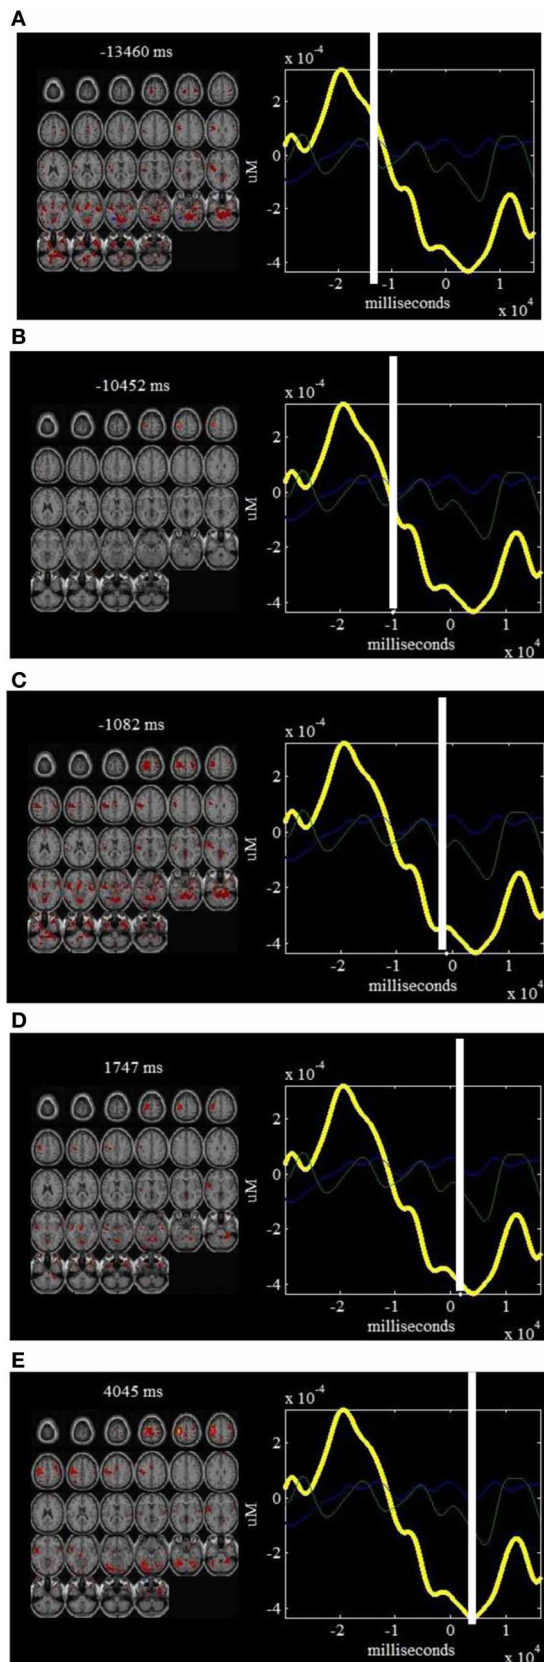 A
-13460 ms
x 10-4
2
0
-2
-4
uM
-2 -1 0 1
milliseconds
x 10 4
B
-10452 ms
x 10-4
2
0
-2
-4
uM
-2 -1 0 1
milliseconds
x 10 4
C
-1082 ms
x 10-4
2
0
-2
-4
uM
-2 -1 0 1
milliseconds
x 10 4
D
1747 ms
x 10-4
2
0
-2
-4
uM
-2 -1 0 1
milliseconds
x 10 4
E
4045 ms
x 10-4
2
0
-2
-4
uM
-2 -1 0 1
milliseconds
x 10 4